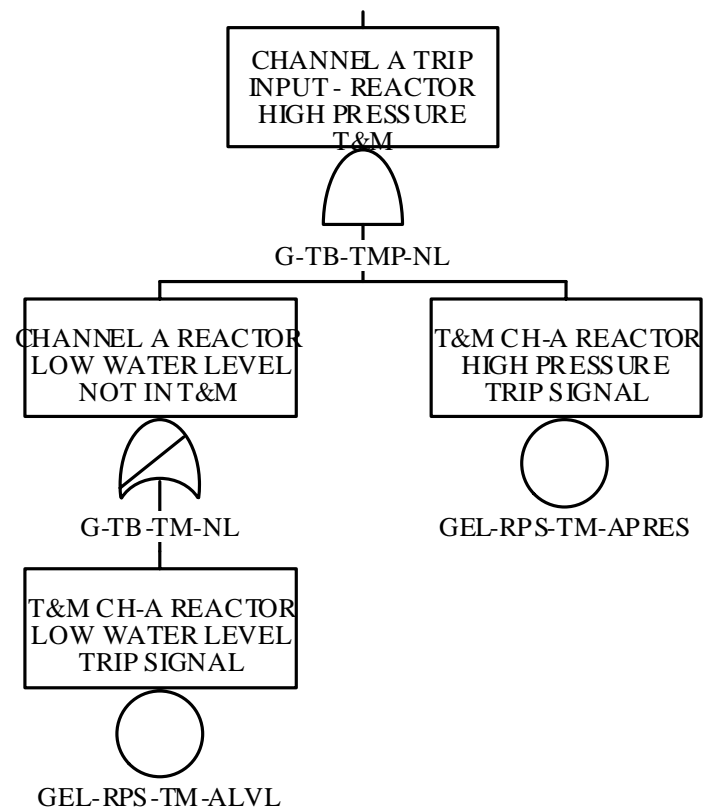 CHANNEL A TRIP
INPUT - REACTOR
HIGH PRESSURE
T&M
G-TB-TMP-NL
CHANNEL A REACTOR
LOW WATER LEVEL
NOT IN T&M
T&M CH-A REACTOR
HIGH PRESSURE
TRIP SIGNAL
G-TB-TM-NL
GEL-RPS-TM-APRES
T&M CH-A REACTOR
LOW WATER LEVEL
TRIP SIGNAL
GEL-RPS-TM-ALVL